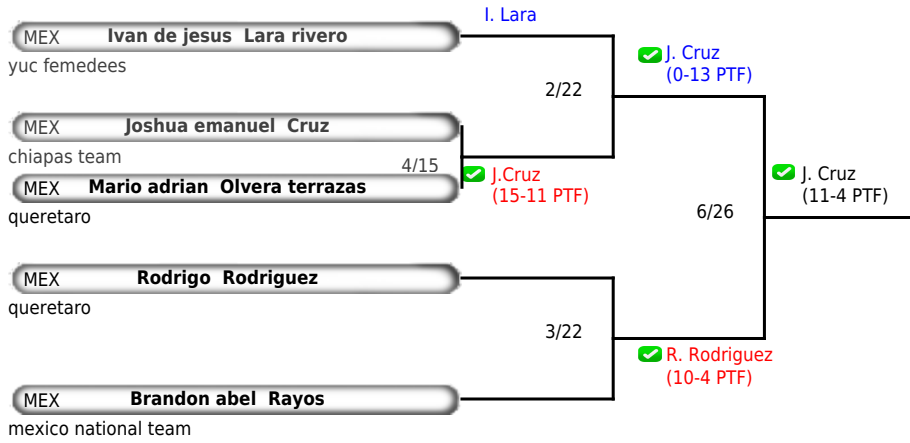 I. Lara
MEX Ivan de jesus Lara rivero
yuc femedees
J. Cruz
(0-13 PTF)
2/22
MEX Joshua emanuel Cruz
chiapas team
4/15
MEX Mario adrian Olvera terrazas
queretaro
J.Cruz
(15-11 PTF)
J. Cruz
(11-4 PTF)
6/26
MEX Rodrigo Rodriguez
queretaro
3/22
R. Rodriguez
(10-4 PTF)
MEX Brandon abel Rayos
mexico national team